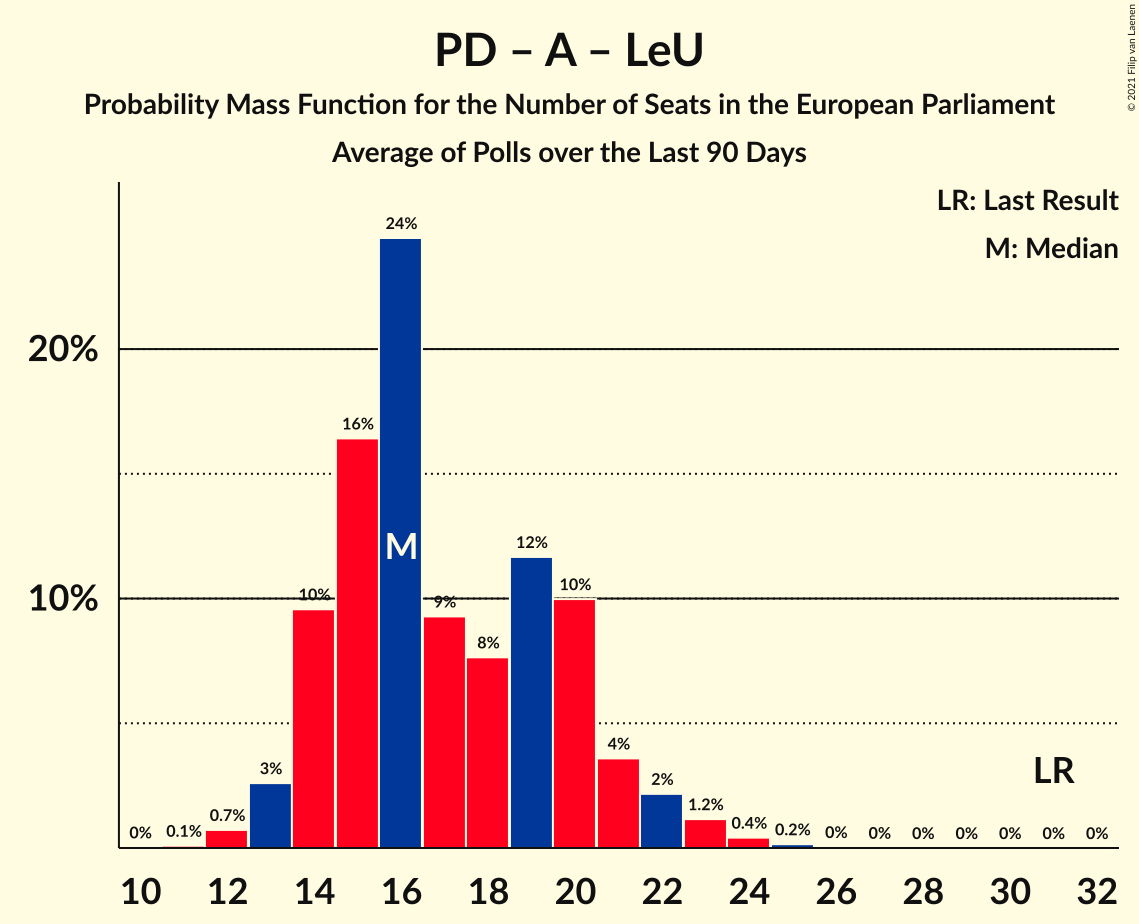 PD – A – LeU
Probability Mass Function for the Number of Seats in the European Parliament
Average of Polls over the Last 90 Days
© 2021 Filip van Laenen
LR: Last Result
M: Median
20%
10%
0%
0.1%
0.7%
3%
10%
16%
24%
9%
8%
12%
10%
4%
2%
1.2%
0.4%
0.2%
0%
0%
0%
0%
0%
0%
0%
M
LR
10 12 14 16 18 20 22 24 26 28 30 32